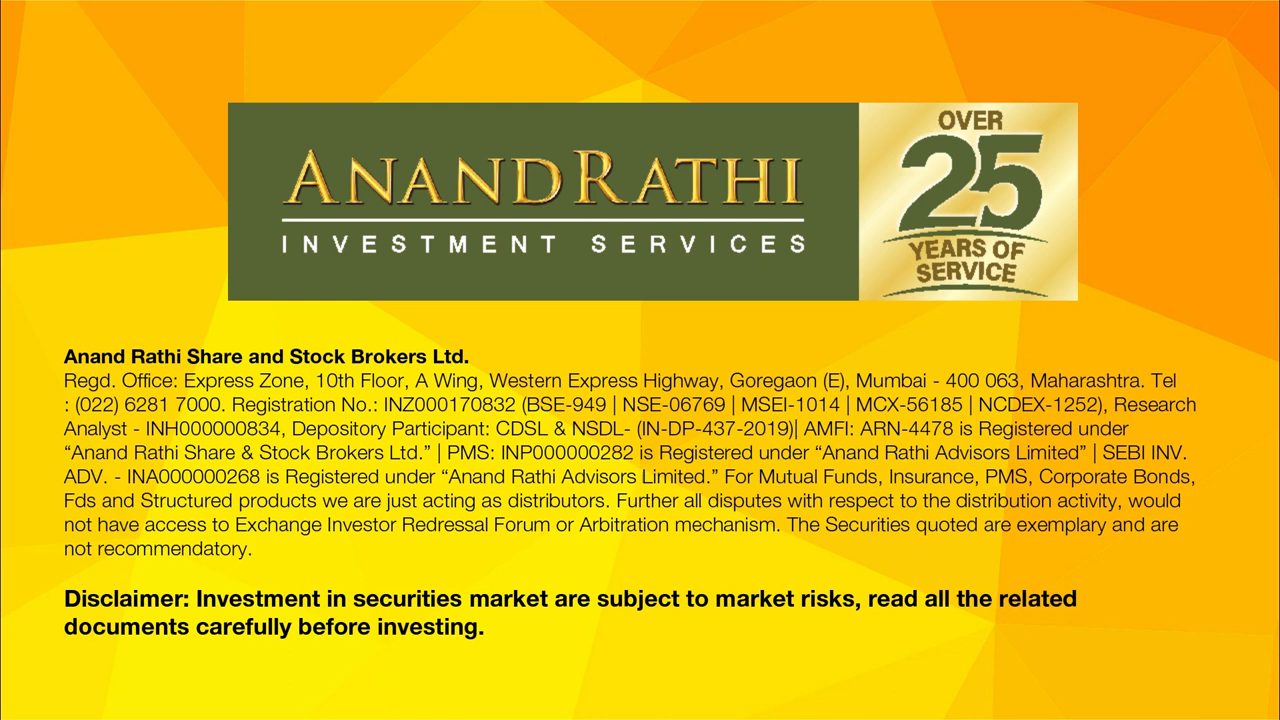 ANANDRATHI
INVESTMENT SERVICES
OVER
25
YEARS OF
SERVICE
Anand Rathi Share and Stock Brokers Ltd.
Regd. Office: Express Zone, 10th Floor, A Wing, Western Express Highway, Goregaon (E), Mumbai - 400 063, Maharashtra. Tel
: (022) 6281 7000. Registration No.: INZ000170832 (BSE-949 | NSE-06769 | MSEI-1014 | MCX-56185 | NCDEX-1252), Research
Analyst - INH000000834, Depository Participant: CDSL & NSDL- (IN-DP-437-2019)| AMFI: ARN-4478 is Registered under
“Anand Rathi Share & Stock Brokers Ltd.” | PMS: INP000000282 is Registered under “Anand Rathi Advisors Limited” | SEBI INV.
ADV. - INA000000268 is Registered under “Anand Rathi Advisors Limited.” For Mutual Funds, Insurance, PMS, Corporate Bonds,
Fds and Structured products we are just acting as distributors. Further all disputes with respect to the distribution activity, would
not have access to Exchange Investor Redressal Forum or Arbitration mechanism. The Securities quoted are exemplary and are
not recommendatory.
Disclaimer: Investment in securities market are subject to market risks, read all the related
documents carefully before investing.